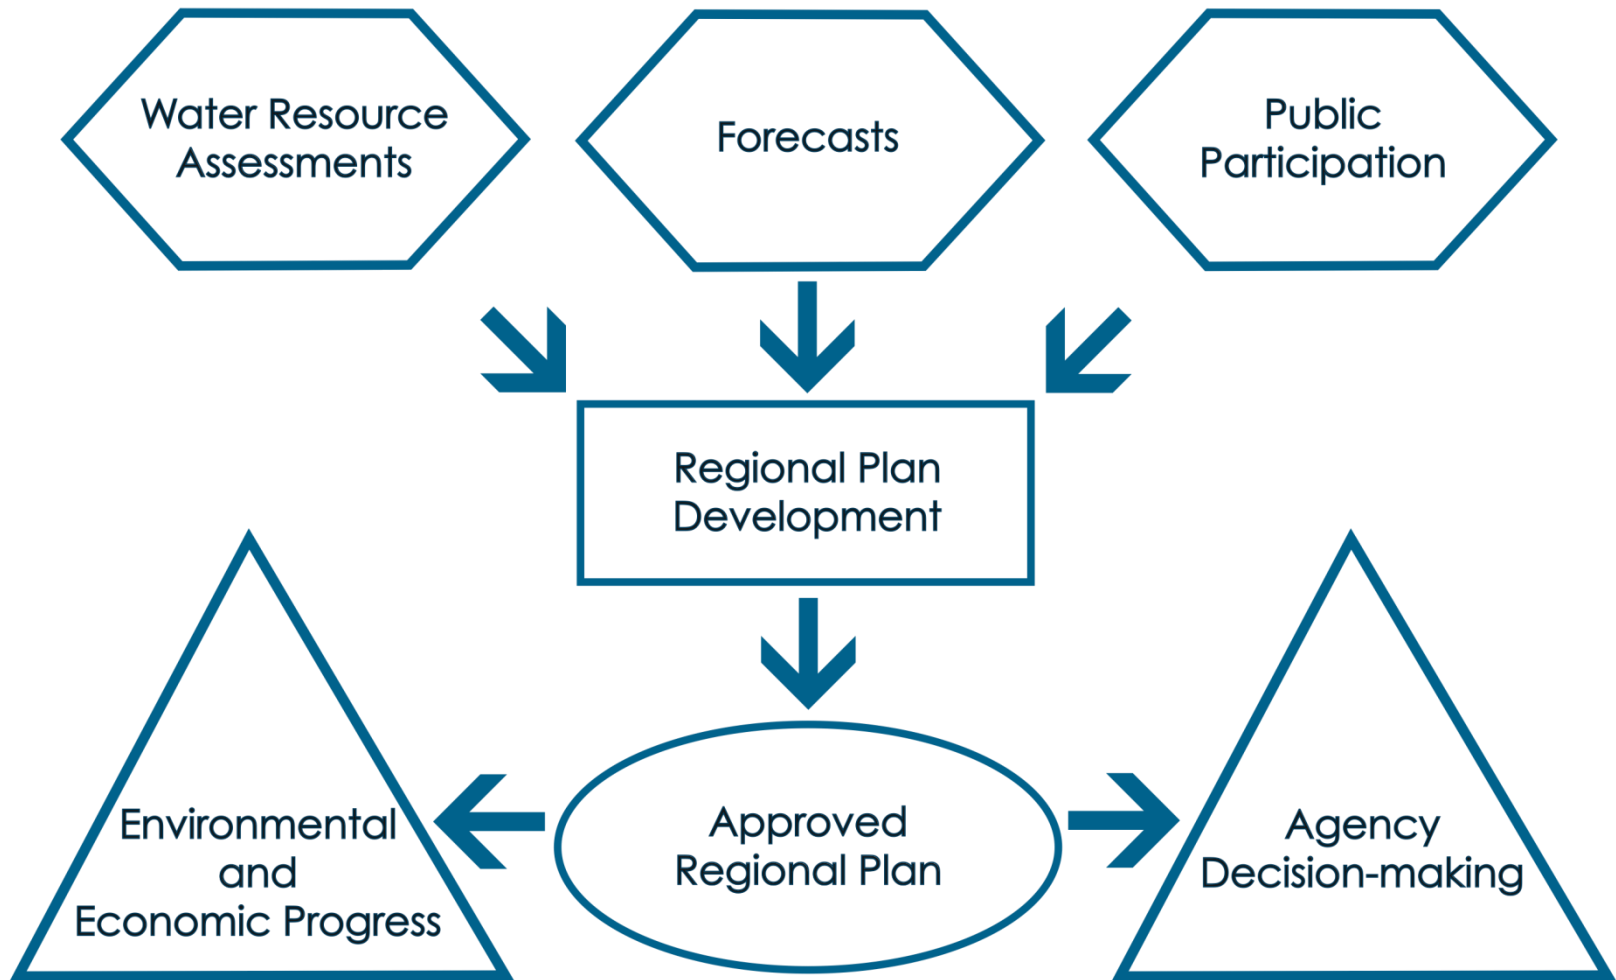 Water Resource
Assessments
Forecasts
Public
Participation
Regional Plan
Development
Environmental
and
Economic Progress
Approved
Regional Plan
Agency
Decision-making